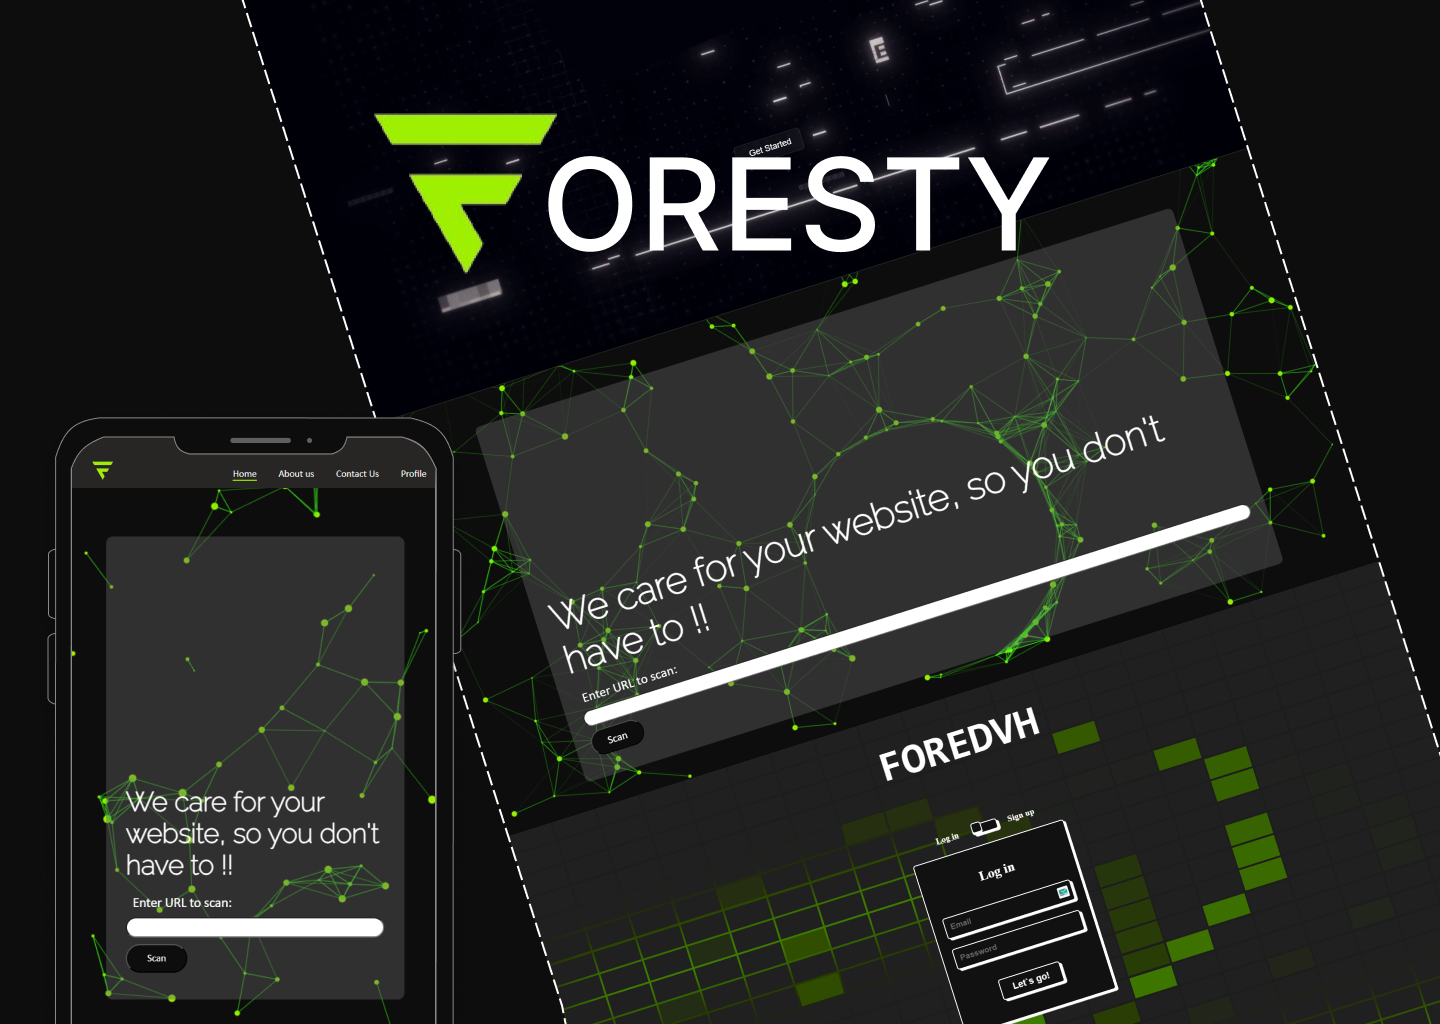 Get Started
FORESTY
We care for your website, so you don't
have to !!
Enter URL to scan:
Scan
Home About us Contact Us Profile
We care for your
website, so you don't
have to !!
Enter URL to scan:
Scan
FOREDVH
Log in Sign up
Log in
Email
Password
Let's go!